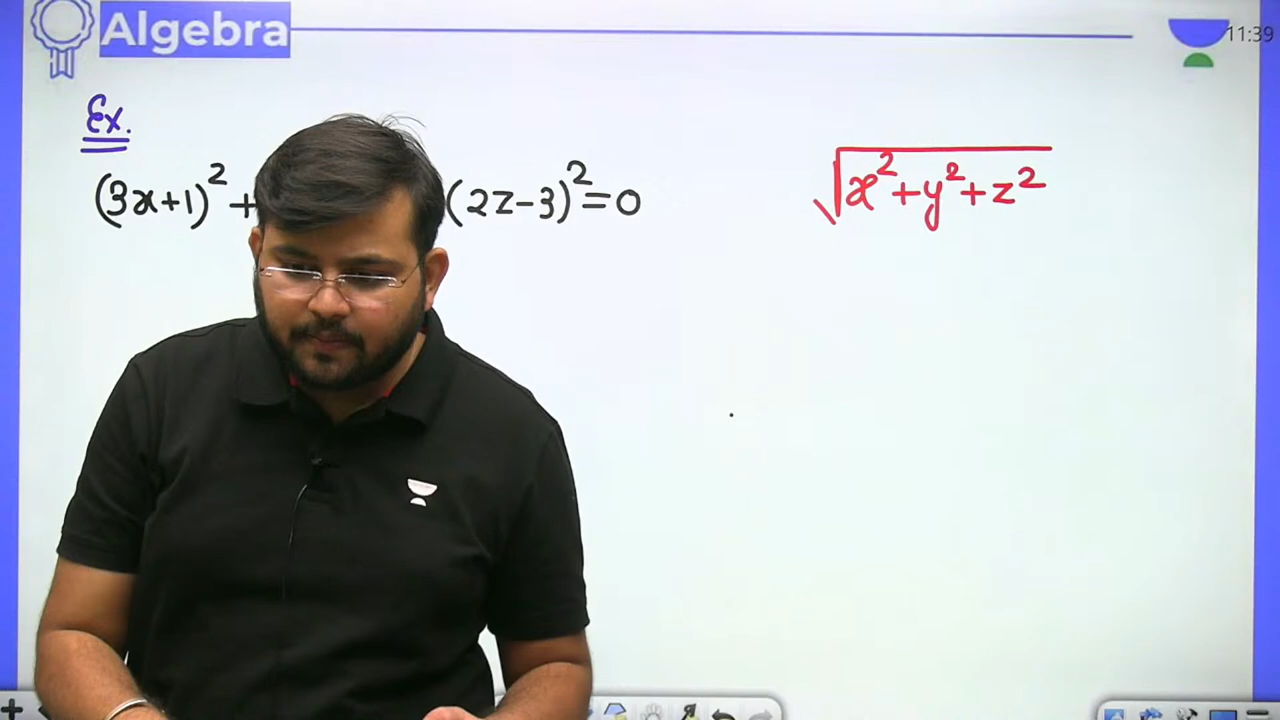 Algebra
11:39
Ex.
(3x+1)² + (2z-3)² = 0
√(x²+y²+z²)